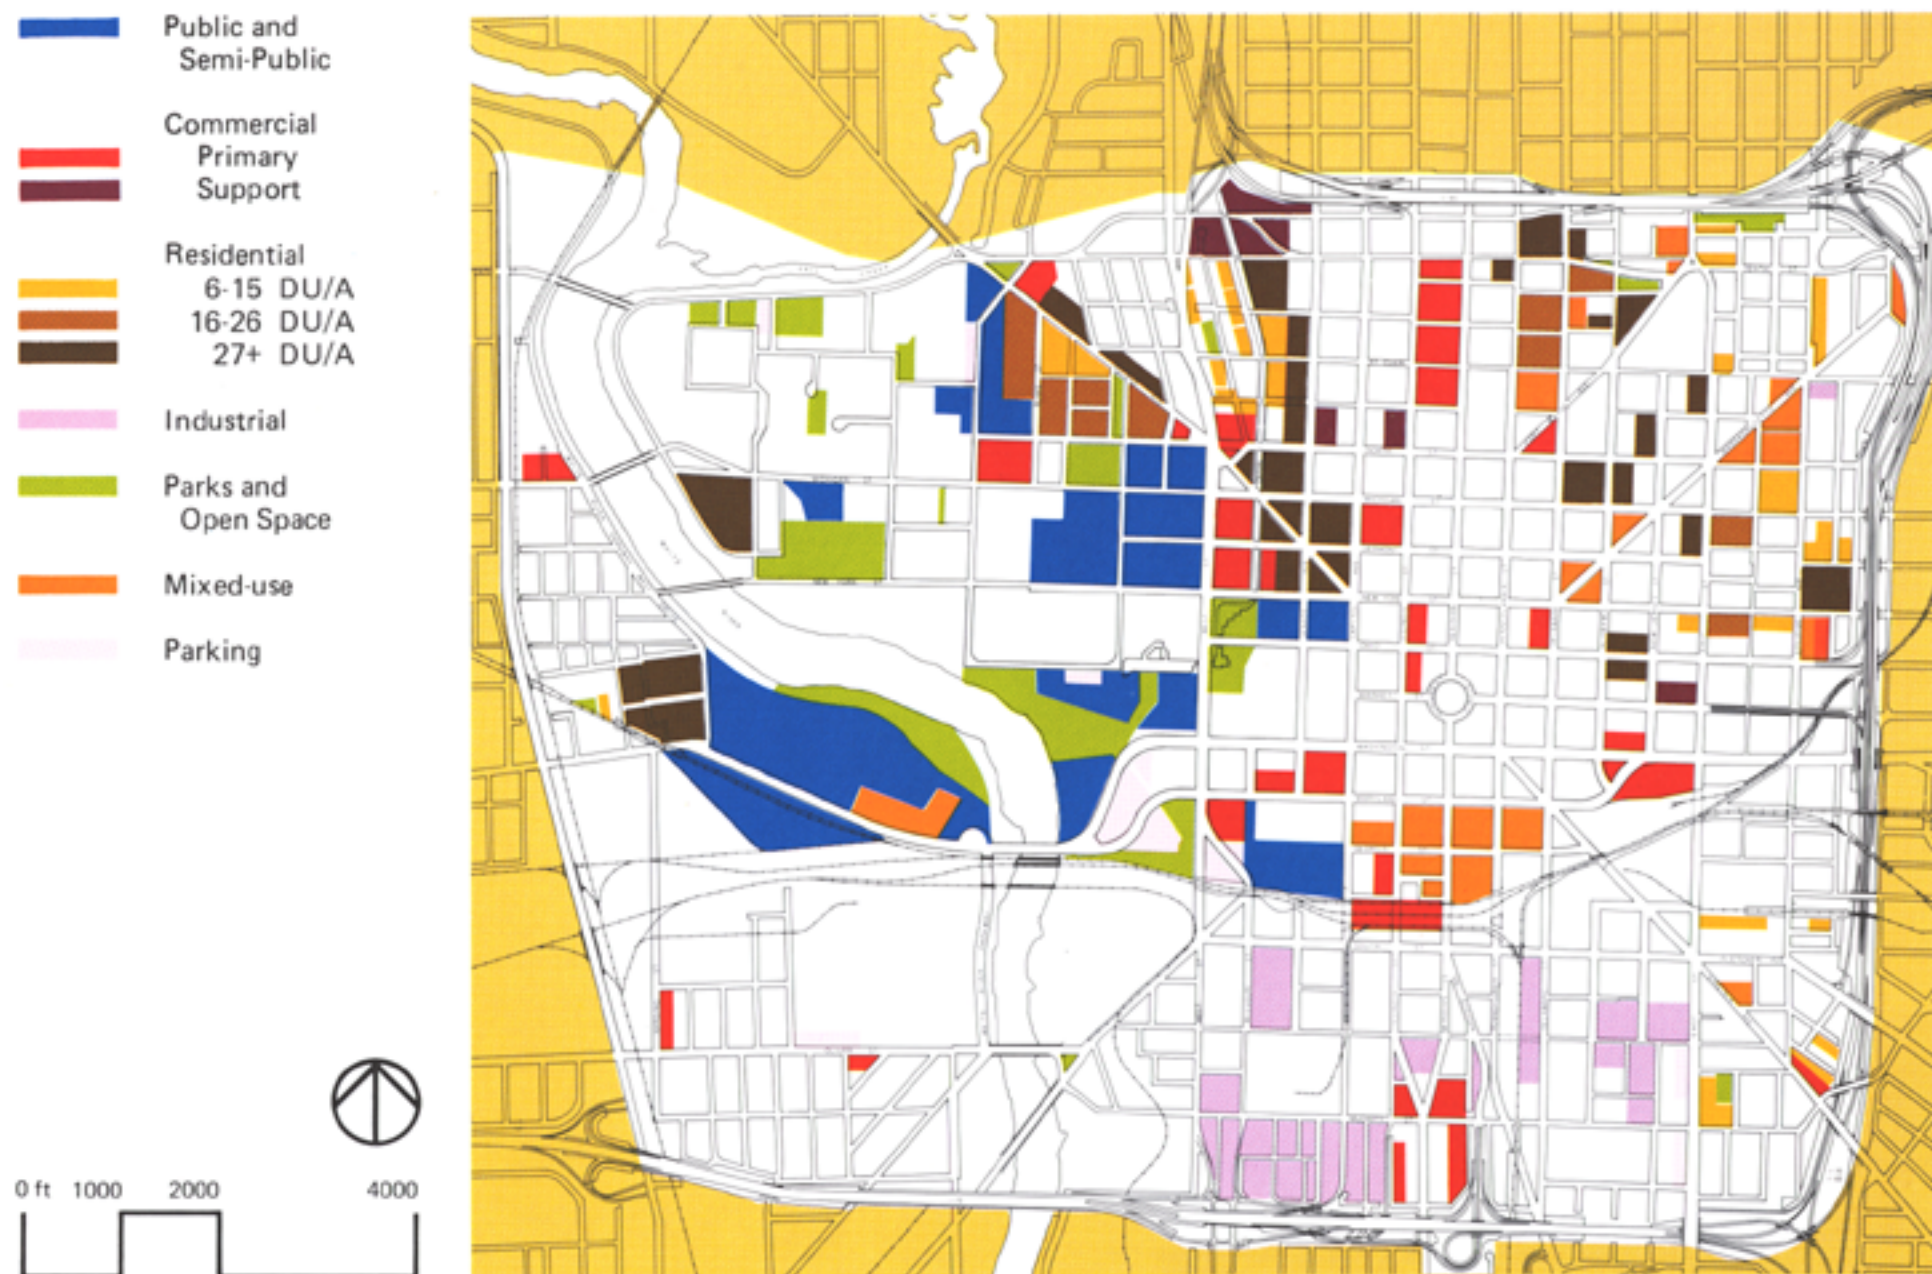 Public and
Semi-Public
Commercial
Primary
Support
Residential
6-15 DU/A
16-26 DU/A
27+ DU/A
Industrial
Parks and
Open Space
Mixed-use
Parking
0 ft 1000 2000 4000